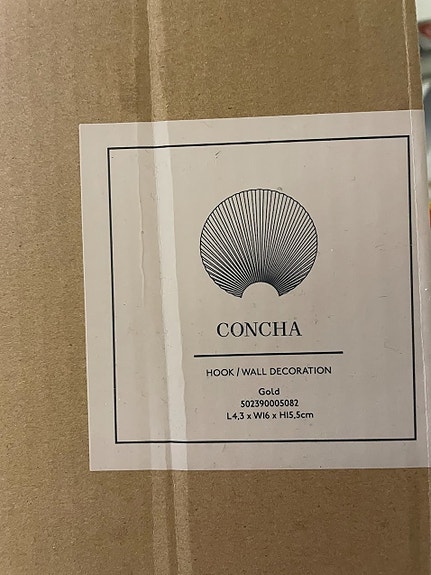 CONCHA
HOOK / WALL DECORATION
Gold
502390005082
L4,3 x W16 x H15,5cm